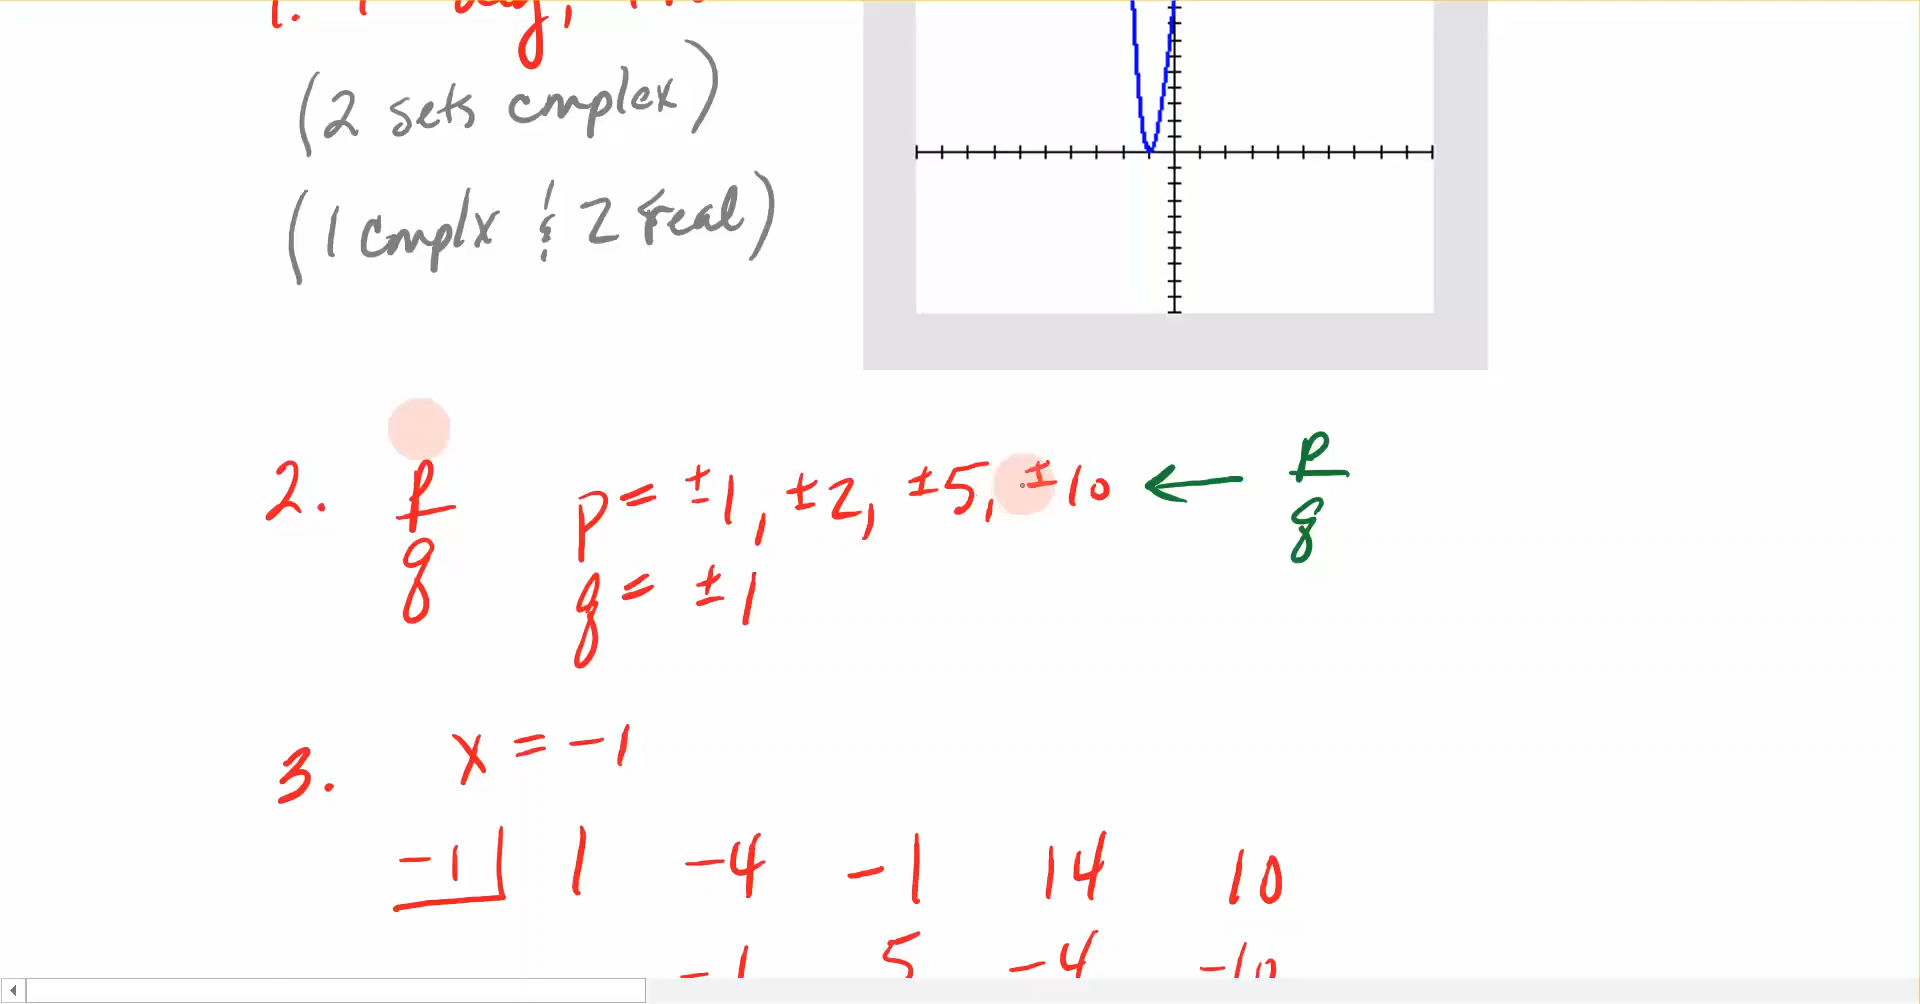 1.
(2 sets cmplex)
(1 cmplx & 2 real)
2. p/q p = ±1, ±2, ±5, ±10 ← p/q
q = ±1
3. x = -1
-1| 1 -4 -1 14 10
-1 5 -4 -10